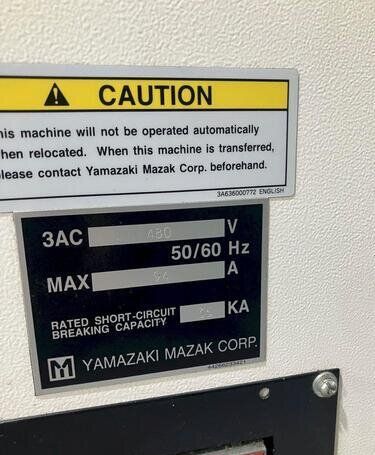 CAUTION
his machine will not be operated automatically
hen relocated. When this machine is transferred,
lease contact Yamazaki Mazak Corp. beforehand.
3A636000772 ENGLISH
3AC 480 V
50/60 Hz
MAX A
RATED SHORT-CIRCUIT KA
BREAKING CAPACITY
M YAMAZAKI MAZAK CORP.